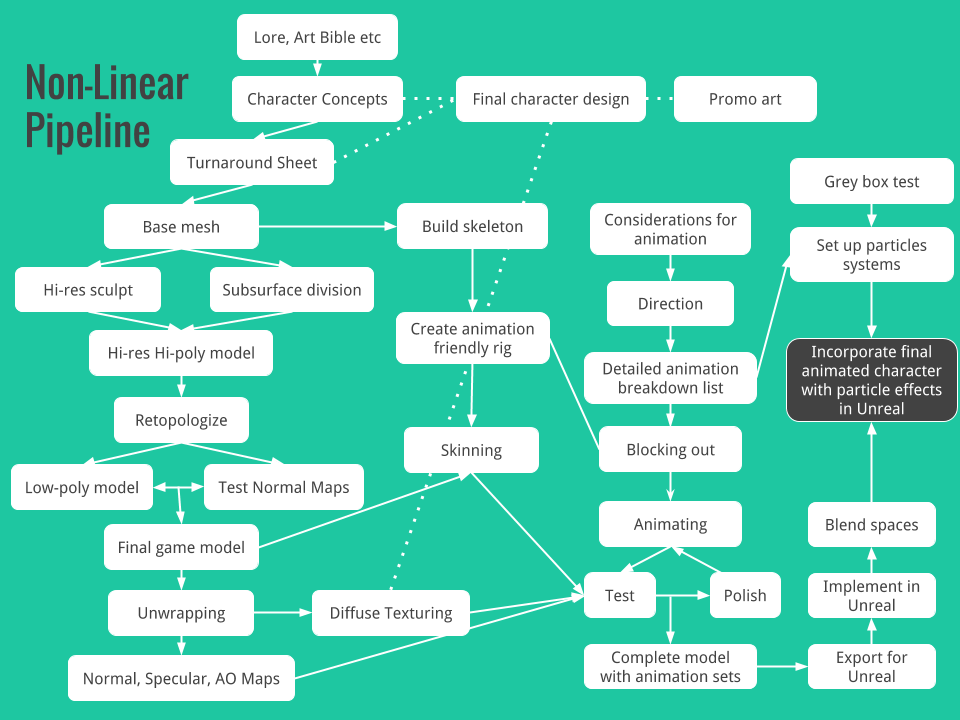 Non-Linear
Pipeline
Lore, Art Bible etc
Character Concepts
Final character design
Promo art
Turnaround Sheet
Grey box test
Base mesh
Build skeleton
Considerations for
animation
Set up particles
systems
Hi-res sculpt
Subsurface division
Direction
Create animation
friendly rig
Hi-res Hi-poly model
Detailed animation
breakdown list
Incorporate final
animated character
with particle effects
in Unreal
Retopologize
Skinning
Blocking out
Low-poly model
Test Normal Maps
Animating
Blend spaces
Final game model
Test
Polish
Implement in
Unreal
Unwrapping
Diffuse Texturing
Complete model
with animation sets
Export for
Unreal
Normal, Specular, AO Maps